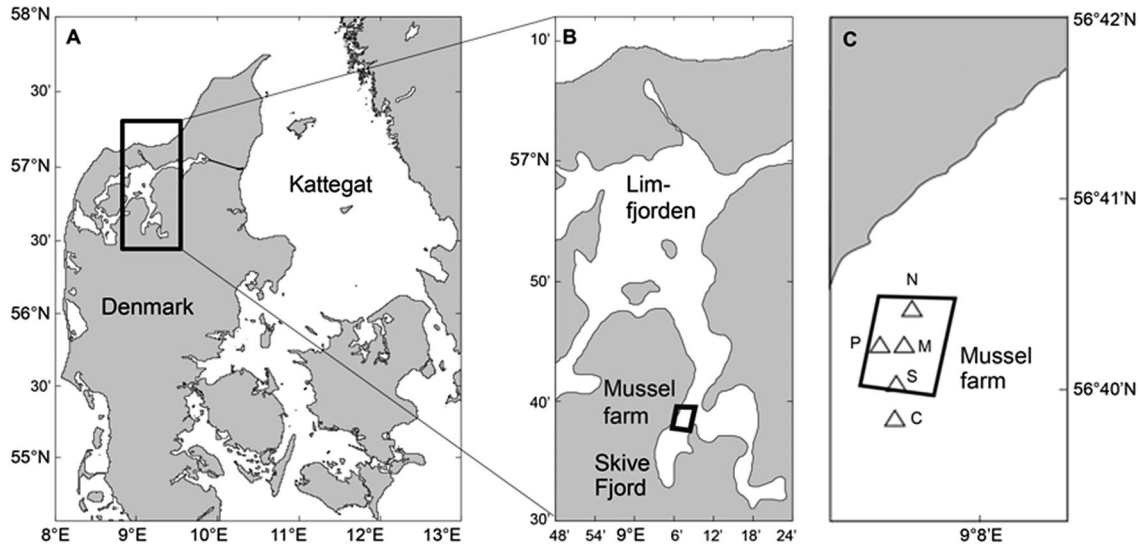 58°N
30'
57°N
30'
56°N
30'
55°N
8°E
9°E
10°E
11°E
12°E
13°E
A
Kattegat
Denmark
B
10'
57°N
50'
40'
30'
48'
54'
9°E
6'
12'
18'
24'
Lim-
fjorden
Mussel
farm
Skive
Fjord
C
56°42'N
56°41'N
56°40'N
9°8'E
N
P
M
S
C
Mussel
farm